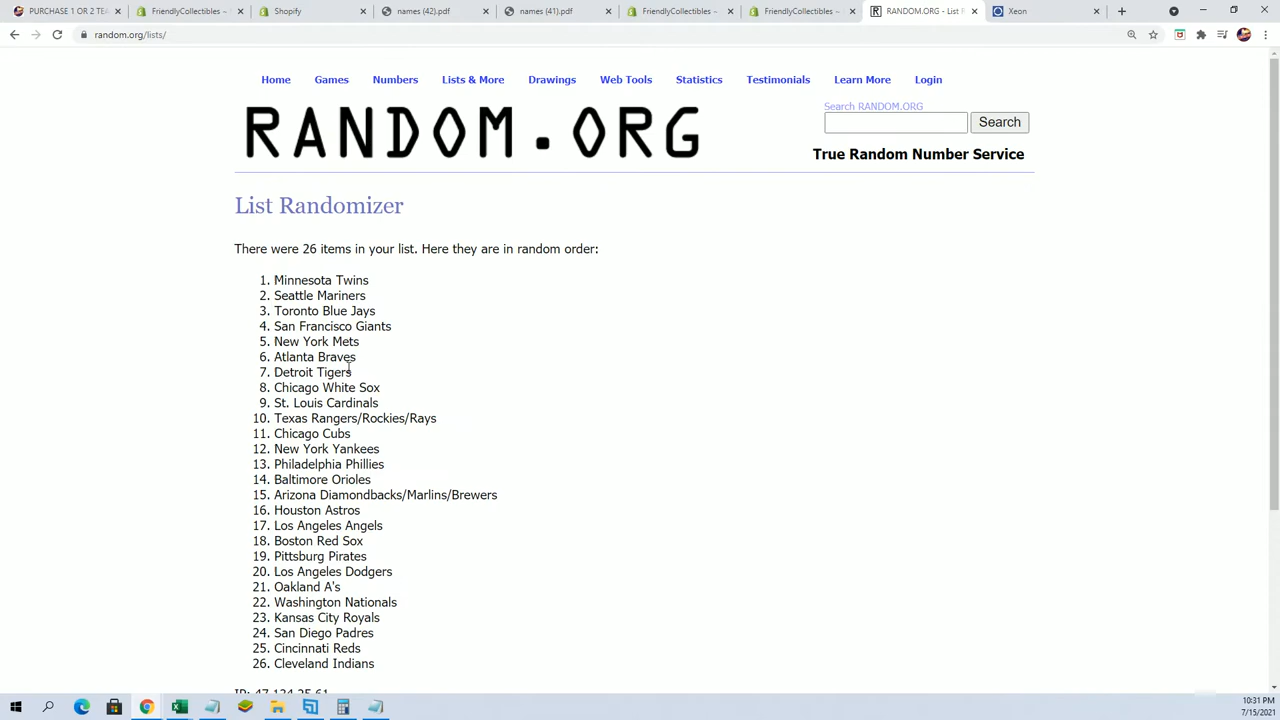 PURCHASE 1 OR 2 TEA
FriendlyCollectibles ~
Shopify
names (42).pdf
names (41).pdf
FriendlyCollectibles ~
FriendlyCollectibles ~
RANDOM.ORG - List R
Xeon
random.org/lists/
Home
Games
Numbers
Lists & More
Drawings
Web Tools
Statistics
Testimonials
Learn More
Login
RANDOM.ORG
Search RANDOM.ORG
Search
True Random Number Service
List Randomizer
There were 26 items in your list. Here they are in random order:
1. Minnesota Twins
2. Seattle Mariners
3. Toronto Blue Jays
4. San Francisco Giants
5. New York Mets
6. Atlanta Braves
7. Detroit Tigers
8. Chicago White Sox
9. St. Louis Cardinals
10. Texas Rangers/Rockies/Rays
11. Chicago Cubs
12. New York Yankees
13. Philadelphia Phillies
14. Baltimore Orioles
15. Arizona Diamondbacks/Marlins/Brewers
16. Houston Astros
17. Los Angeles Angels
18. Boston Red Sox
19. Pittsburg Pirates
20. Los Angeles Dodgers
21. Oakland A's
22. Washington Nationals
23. Kansas City Royals
24. San Diego Padres
25. Cincinnati Reds
26. Cleveland Indians
IP: 47.134.25.61
10:31 PM
7/15/2021